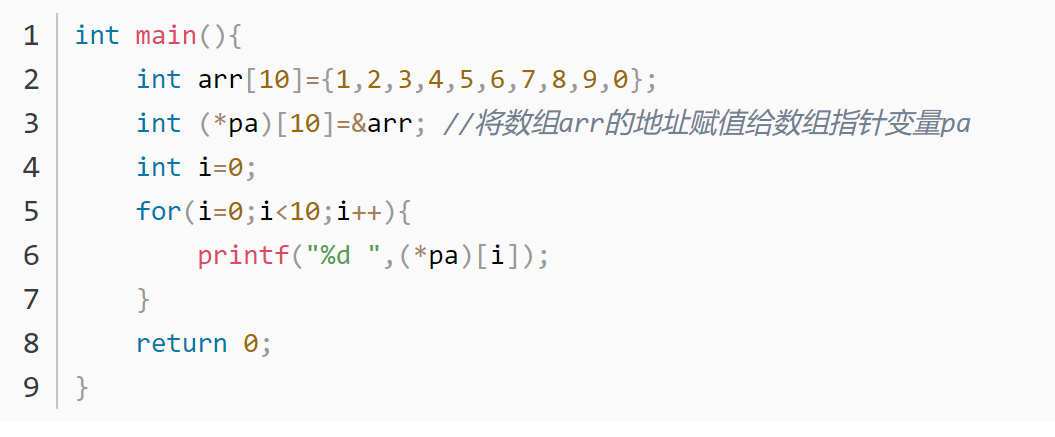 1 int main(){
2     int arr[10]={1,2,3,4,5,6,7,8,9,0};
3     int (*pa)[10]=&arr; //将数组arr的地址赋值给数组指针变量pa
4     int i=0;
5     for(i=0;i<10;i++){
6         printf("%d ",(*pa)[i]);
7     }
8     return 0;
9 }